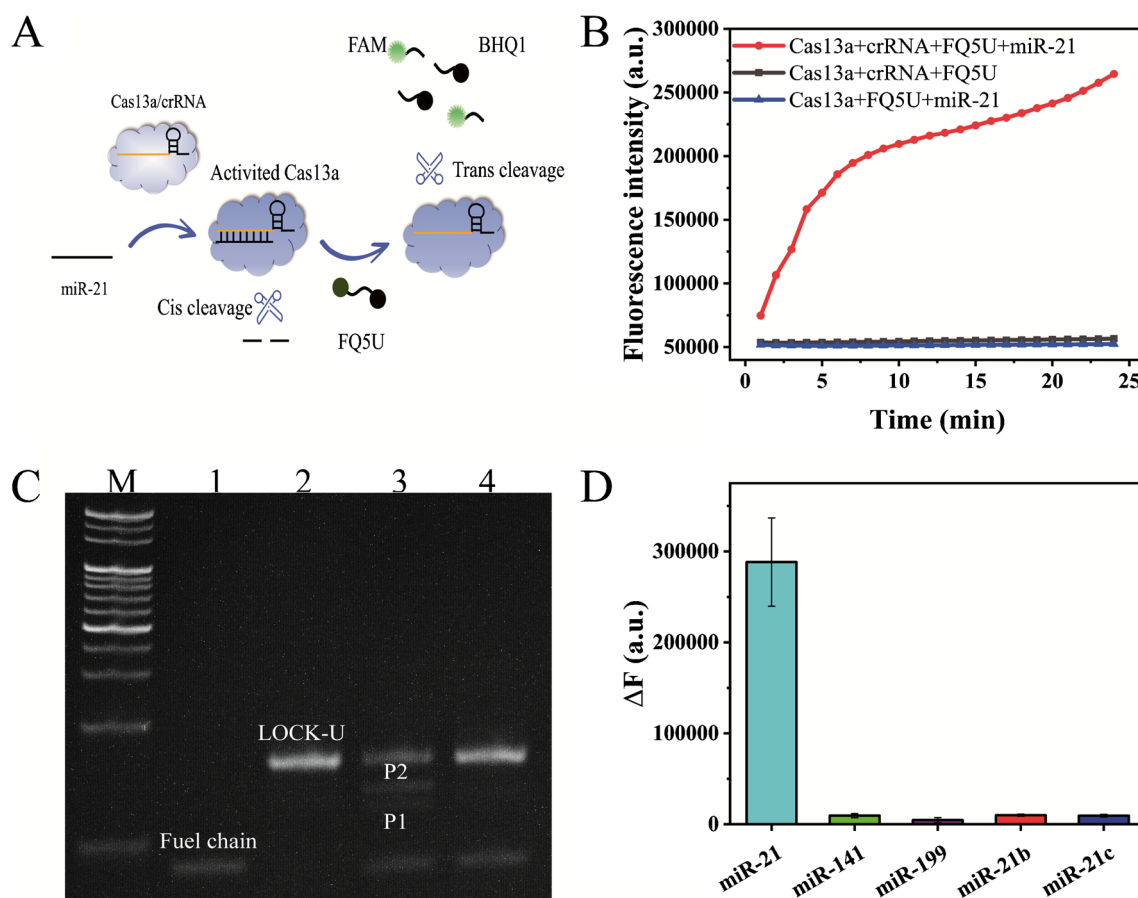 A
FAM
BHQ1
Cas13a/crRNA
Activited Cas13a
Trans cleavage
miR-21
Cis cleavage
FQ5U
B
Fluorescence intensity (a.u.)
300000
250000
200000
150000
100000
50000
Cas13a+crRNA+FQ5U+miR-21
Cas13a+crRNA+FQ5U
Cas13a+FQ5U+miR-21
0 5 10 15 20 25
Time (min)
C
M 1 2 3 4
LOCK-U
P2
P1
Fuel chain
D
ΔF (a.u.)
300000
200000
100000
0
miR-21 miR-141 miR-199 miR-21b miR-21c